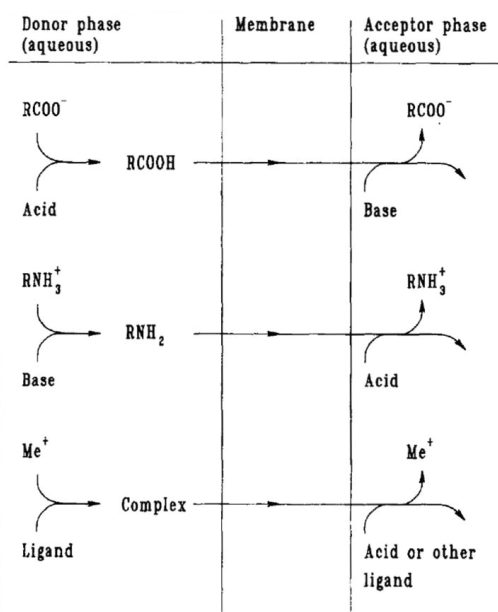 Donor phase Membrane Acceptor phase
(aqueous) (aqueous)
RCOO⁻ RCOO⁻
RCOOH
Acid Base
RNH₃⁺ RNH₃⁺
RNH₂
Base Acid
Me⁺ Me⁺
Complex
Ligand Acid or other
ligand